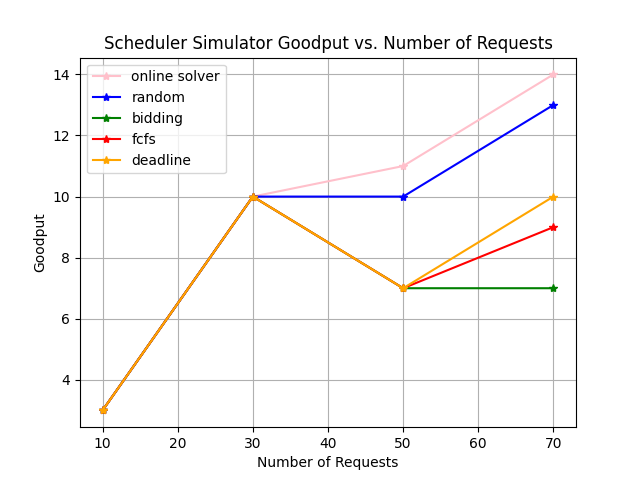 Scheduler Simulator Goodput vs. Number of Requests
online solver
random
bidding
fcfs
deadline
14
12
10
8
6
4
Goodput
10 20 30 40 50 60 70
Number of Requests